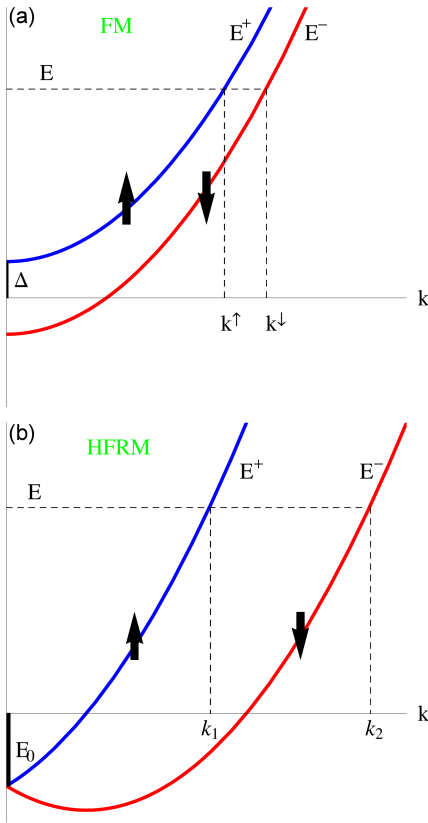 (a)
FM
E⁺
E⁻
E
Δ
k
k↑
k↓
(b)
HFRM
E⁺
E⁻
E
k
E₀
k₁
k₂